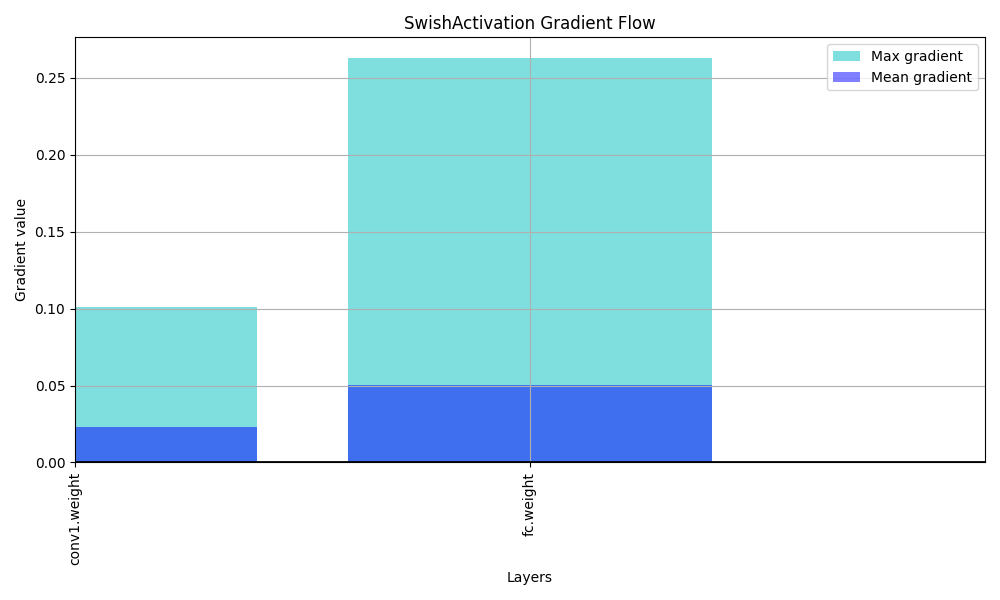 SwishActivation Gradient Flow
Max gradient
Mean gradient
Gradient value
0.25
0.20
0.15
0.10
0.05
0.00
conv1.weight
fc.weight
Layers